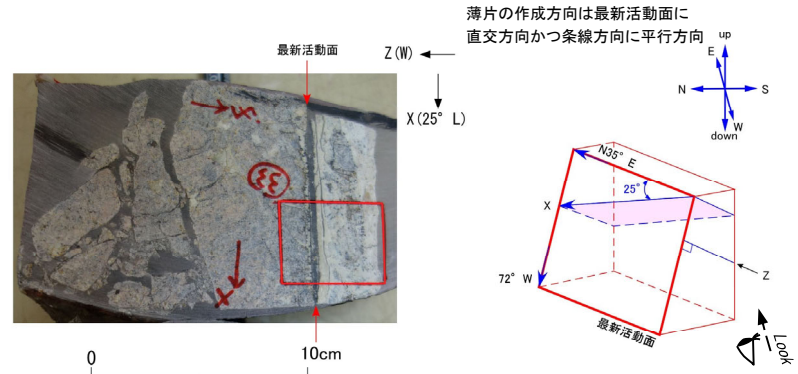 薄片の作成方向は最新活動面に
直交方向かつ条線方向に平行方向
最新活動面
Z(W)
X(25° L)
33
10cm
0
up
E
N
S
W
down
N35° E
25°
X
72° W
Z
最新活動面
Look